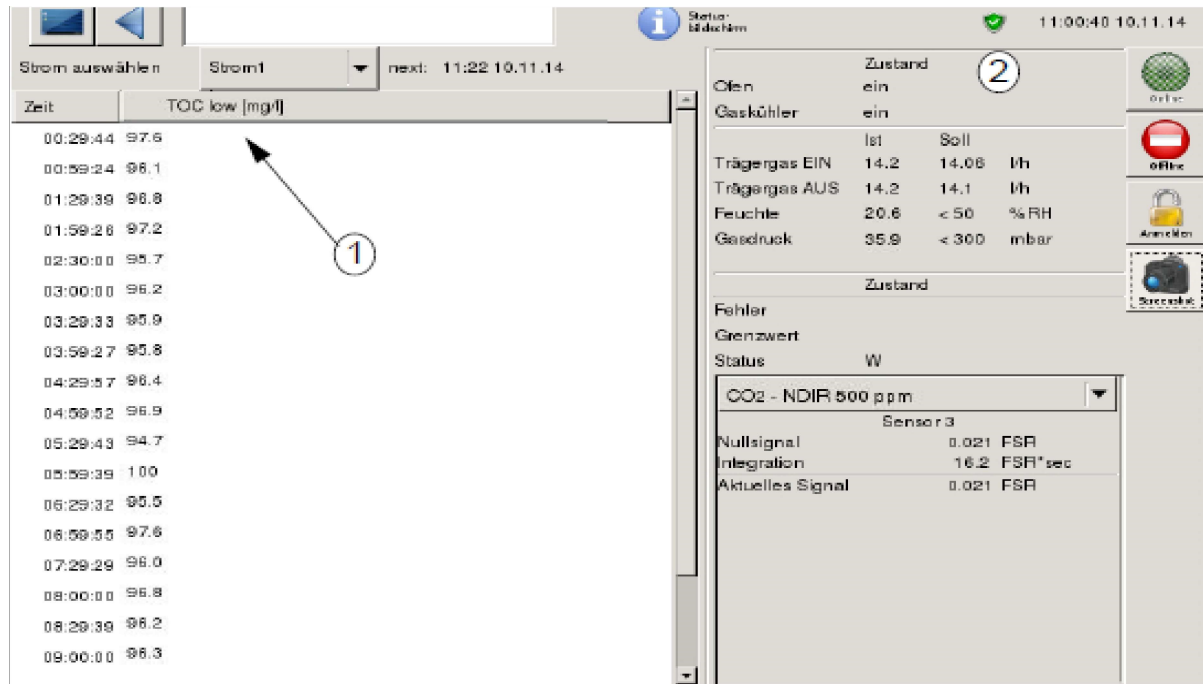 Status-
bildschirm
11:00:40 10.11.14
Strom auswählen Strom1 next: 11:22 10.11.14
Zeit TOC low [mg/l]
00:29:44 97.6
00:59:24 96.1
01:29:39 96.8
01:59:26 97.2
02:30:00 95.7
03:00:00 96.2
03:29:33 95.9
03:59:27 95.8
04:29:57 96.4
04:59:52 96.9
05:29:43 94.7
05:59:39 100
06:29:32 95.5
06:59:55 97.6
07:29:29 96.0
08:00:00 96.8
08:29:39 96.2
09:00:00 96.3
1
2
Zustand
Ofen ein
Gaskühler ein
Ist Soll
Trägergas EIN 14.2 14.06 l/h
Trägergas AUS 14.2 14.1 l/h
Feuchte 20.6 < 50 % RH
Gasdruck 35.9 < 300 mbar
Zustand
Fehler
Grenzwert
Status W
CO2 - NDIR 500 ppm
Sensor 3
Nullsignal 0.021 FSR
Integration 16.2 FSR*sec
Aktuelles Signal 0.021 FSR
Online
Offline
Anmelden
Screenshot